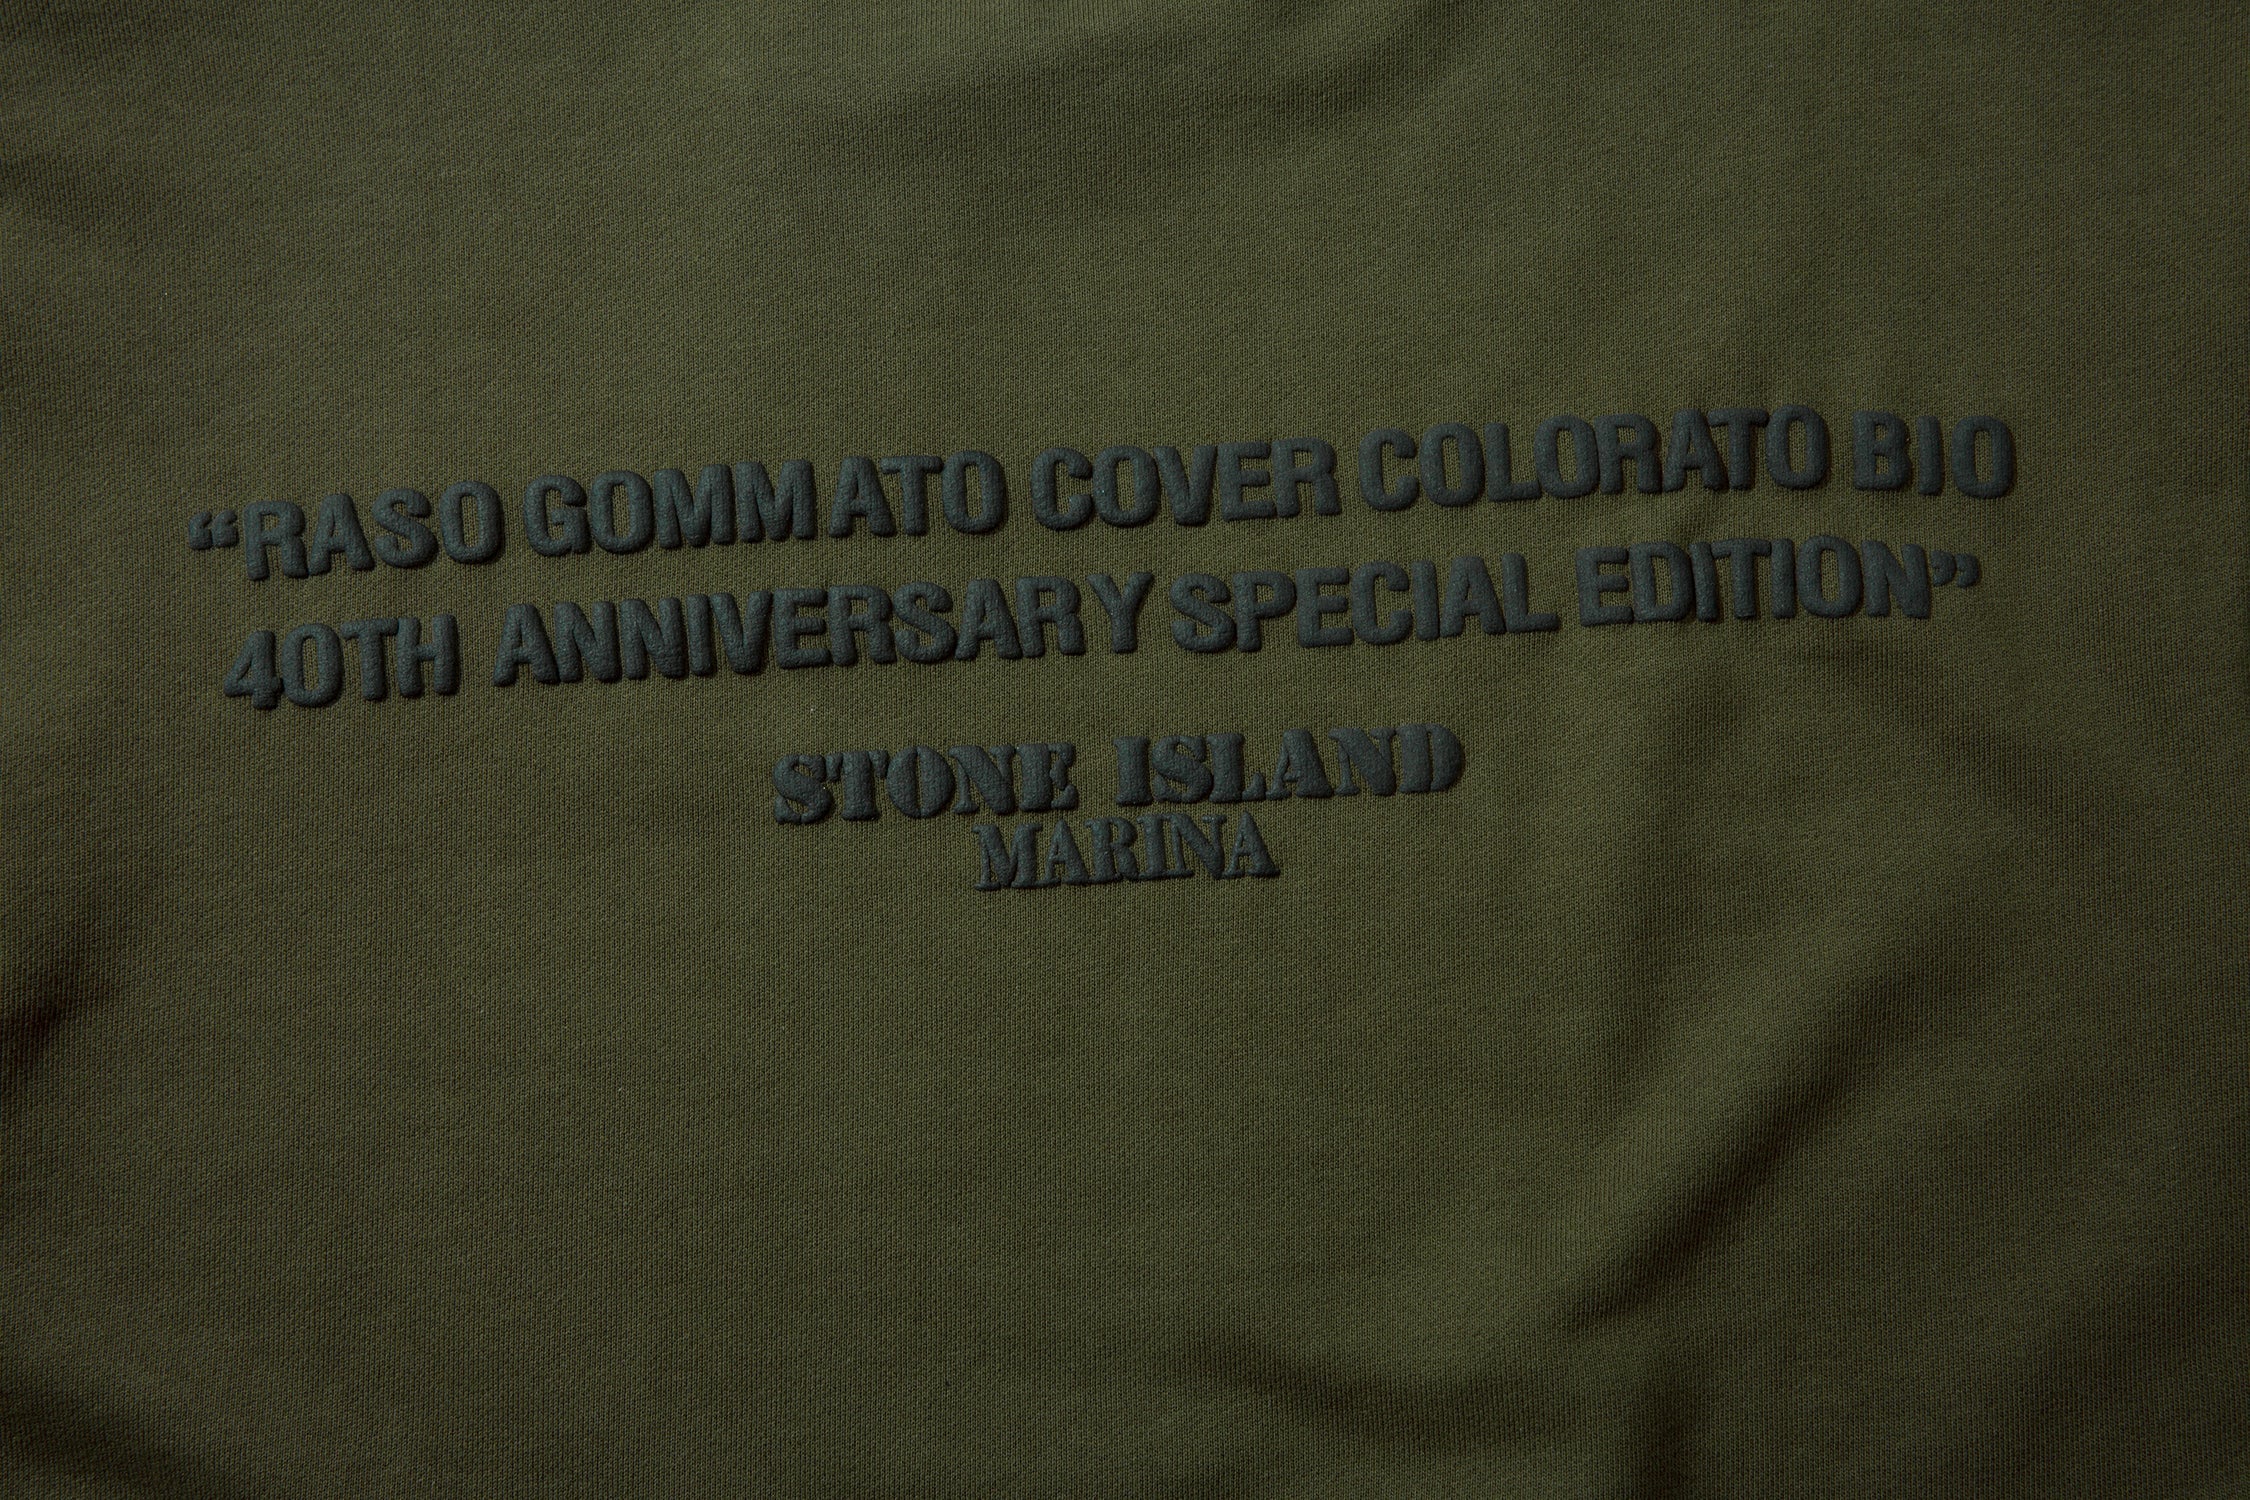 “RASO GOMMATO COVER COLORATO BIO
40TH ANNIVERSARY SPECIAL EDITION”
STONE ISLAND
MARINA